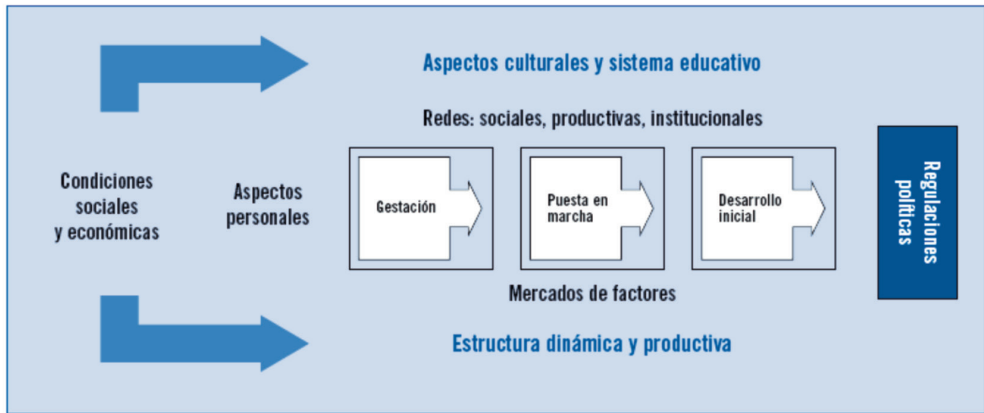 Aspectos culturales y sistema educativo
Redes: sociales, productivas, institucionales
Condiciones
sociales
y económicas
Aspectos
personales
Gestación
Puesta en
marcha
Desarrollo
inicial
Regulaciones
políticas
Mercados de factores
Estructura dinámica y productiva